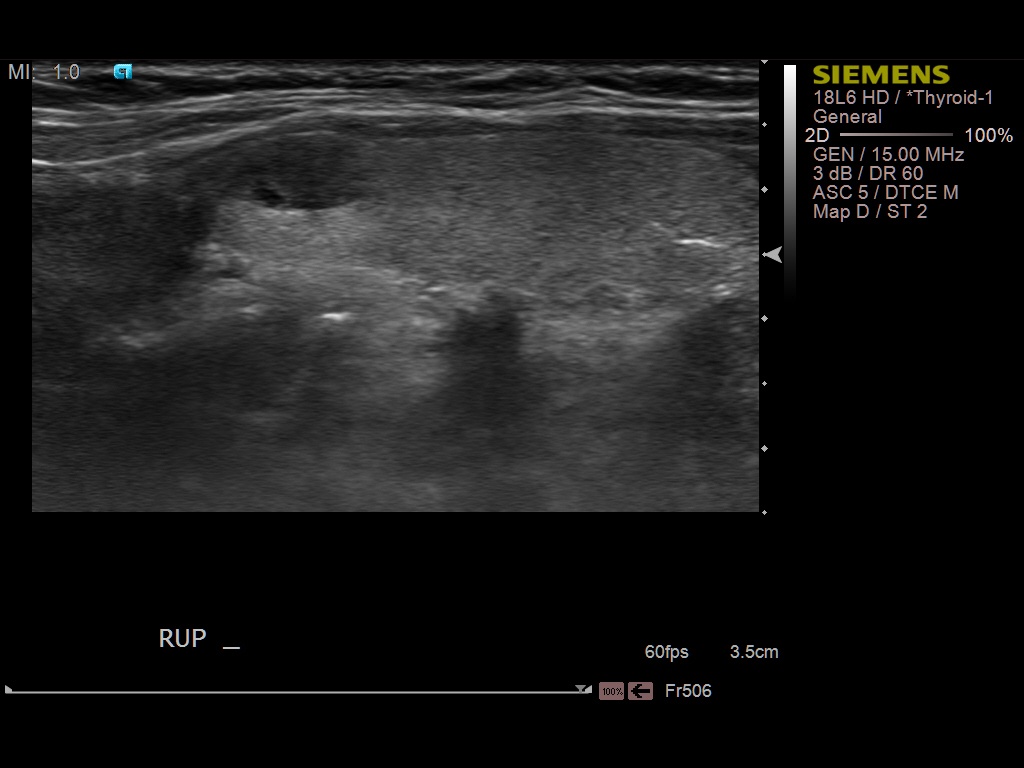 MI: 1.0
SIEMENS
18L6 HD / *Thyroid-1
General
2D 100%
GEN / 15.00 MHz
3 dB / DR 60
ASC 5 / DTCE M
Map D / ST 2
RUP _
60fps 3.5cm
100% Fr506